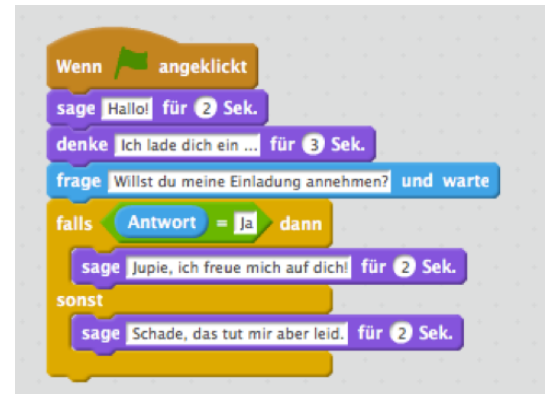 Wenn angeklickt
sage Hallo! für 2 Sek.
denke Ich lade dich ein ... für 3 Sek.
frage Willst du meine Einladung annehmen? und warte
falls Antwort = Ja dann
sage Jupie, ich freue mich auf dich! für 2 Sek.
sonst
sage Schade, das tut mir aber leid. für 2 Sek.